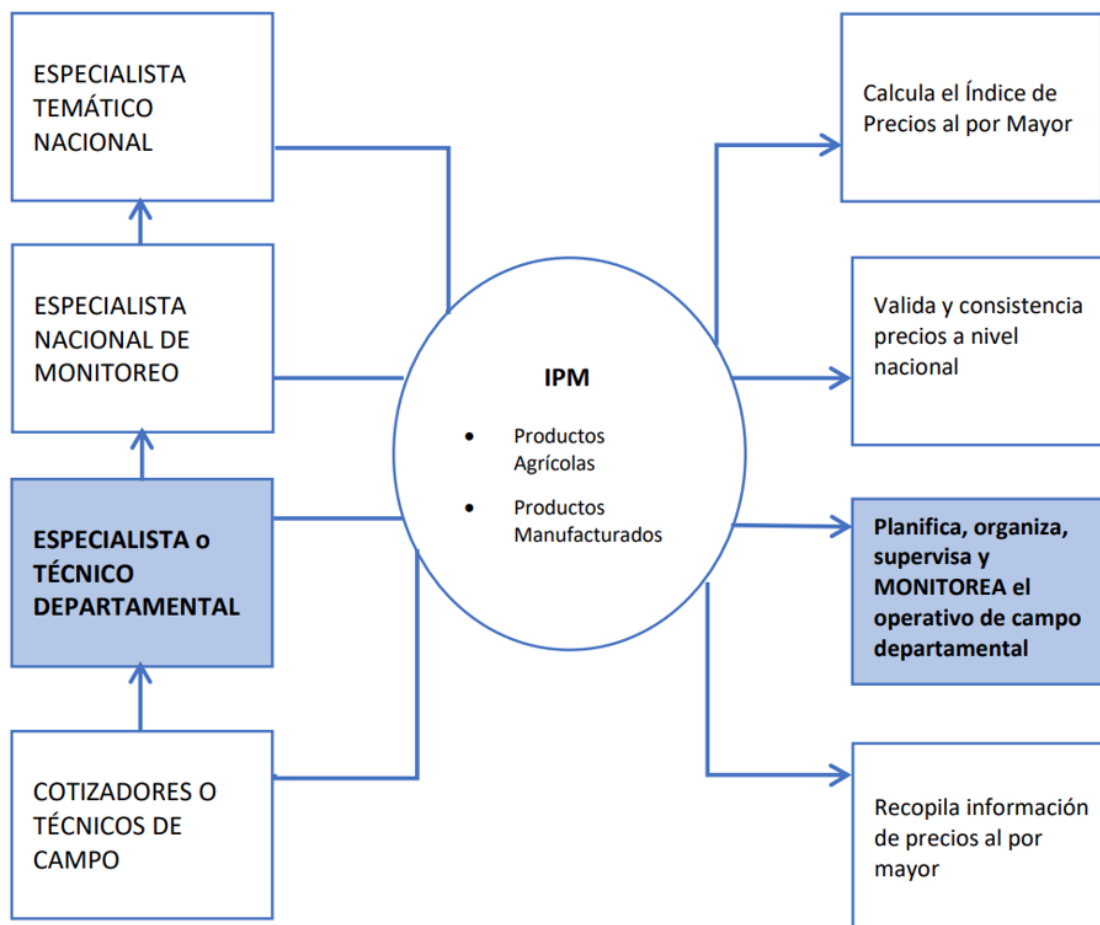 ESPECIALISTA
TEMÁTICO
NACIONAL
ESPECIALISTA
NACIONAL DE
MONITOREO
ESPECIALISTA o
TÉCNICO
DEPARTAMENTAL
COTIZADORES O
TÉCNICOS DE
CAMPO
IPM
• Productos
Agrícolas
• Productos
Manufacturados
Calcula el Índice de
Precios al por Mayor
Valida y consistencia
precios a nivel
nacional
Planifica, organiza,
supervisa y
MONITOREA el
operativo de campo
departamental
Recopila información
de precios al por
mayor